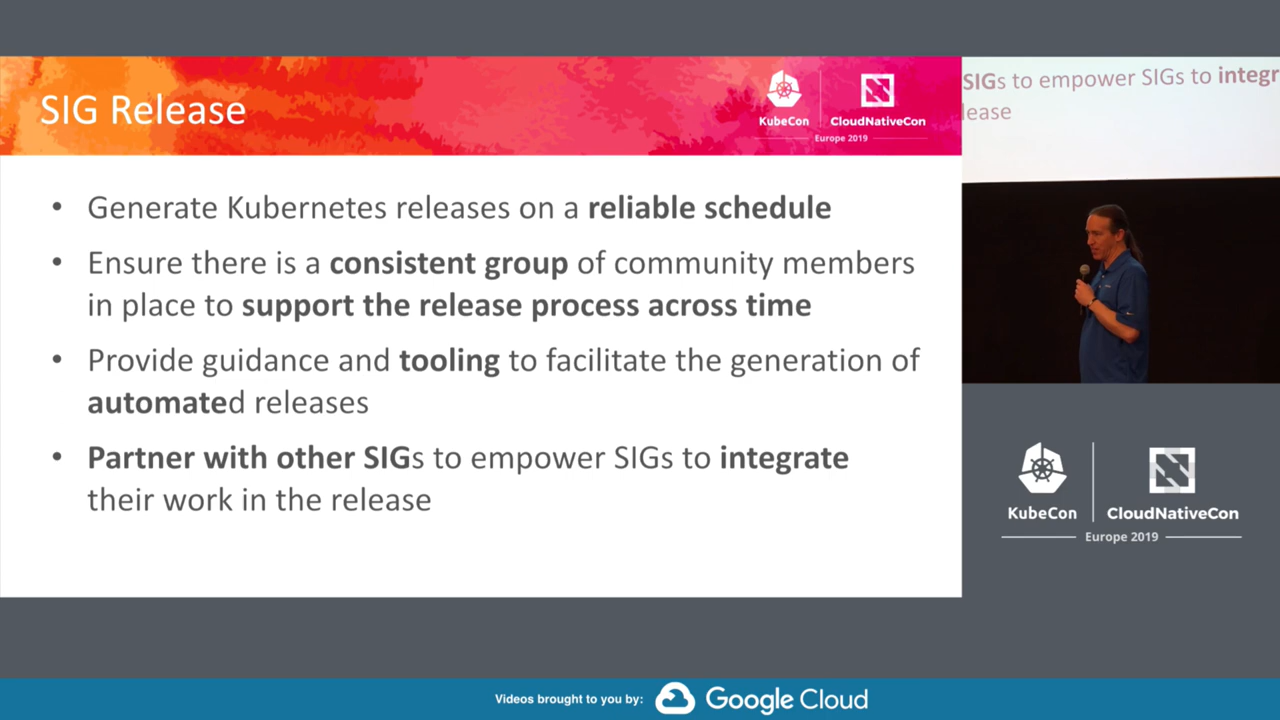 SIG Release
KubeCon
CloudNativeCon
Europe 2019
• Generate Kubernetes releases on a reliable schedule
• Ensure there is a consistent group of community members
in place to support the release process across time
• Provide guidance and tooling to facilitate the generation of
automated releases
• Partner with other SIGs to empower SIGs to integrate
their work in the release
SIGs to empower SIGs to integr
lease
KubeCon
CloudNativeCon
Europe 2019
Videos brought to you by: Google Cloud